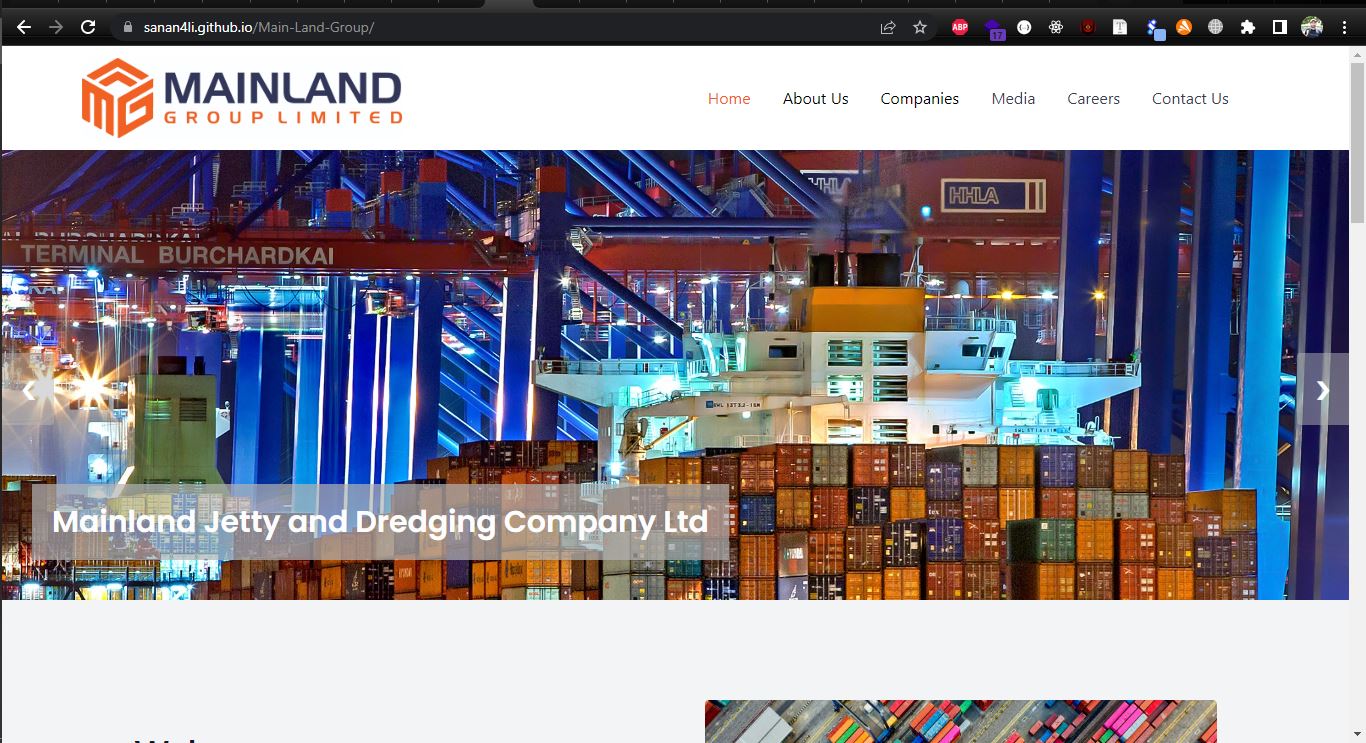 sanan4li.github.io/Main-Land-Group/
ABP
17
MAINLAND
GROUP LIMITED
Home
About Us
Companies
Media
Careers
Contact Us
HHLA
TERMINAL BURCHARDKAI
Mainland Jetty and Dredging Company Ltd